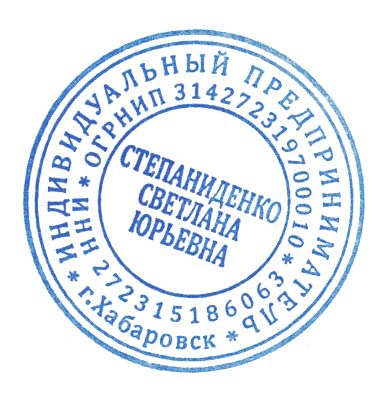 * ИНДИВИДУАЛЬНЫЙ ПРЕДПРИНИМАТЕЛЬ *
г.Хабаровск
* ОГРНИП 314272319700010 *
ИНН 272315186063
СТЕПАНИДЕНКО
СВЕТЛАНА
ЮРЬЕВНА